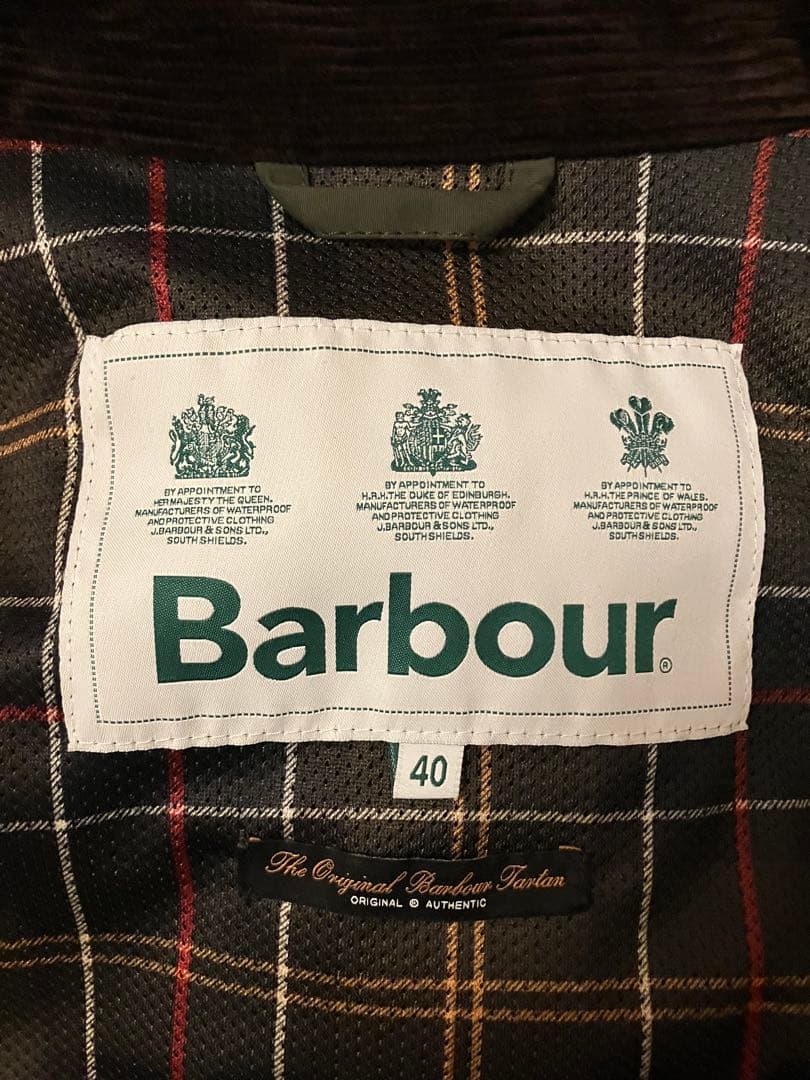 BY APPOINTMENT TO
HER MAJESTY THE QUEEN.
MANUFACTURERS OF WATERPROOF
AND PROTECTIVE CLOTHING
J.BARBOUR & SONS LTD.,
SOUTH SHIELDS.
BY APPOINTMENT TO
H.R.H.THE DUKE OF EDINBURGH.
MANUFACTURERS OF WATERPROOF
AND PROTECTIVE CLOTHING
J.BARBOUR & SONS LTD.,
SOUTH SHIELDS.
BY APPOINTMENT TO
H.R.H.THE PRINCE OF WALES.
MANUFACTURERS OF WATERPROOF
AND PROTECTIVE CLOTHING
J.BARBOUR & SONS LTD.,
SOUTH SHIELDS.
Barbour®
40
The Original Barbour Tartan
ORIGINAL © AUTHENTIC